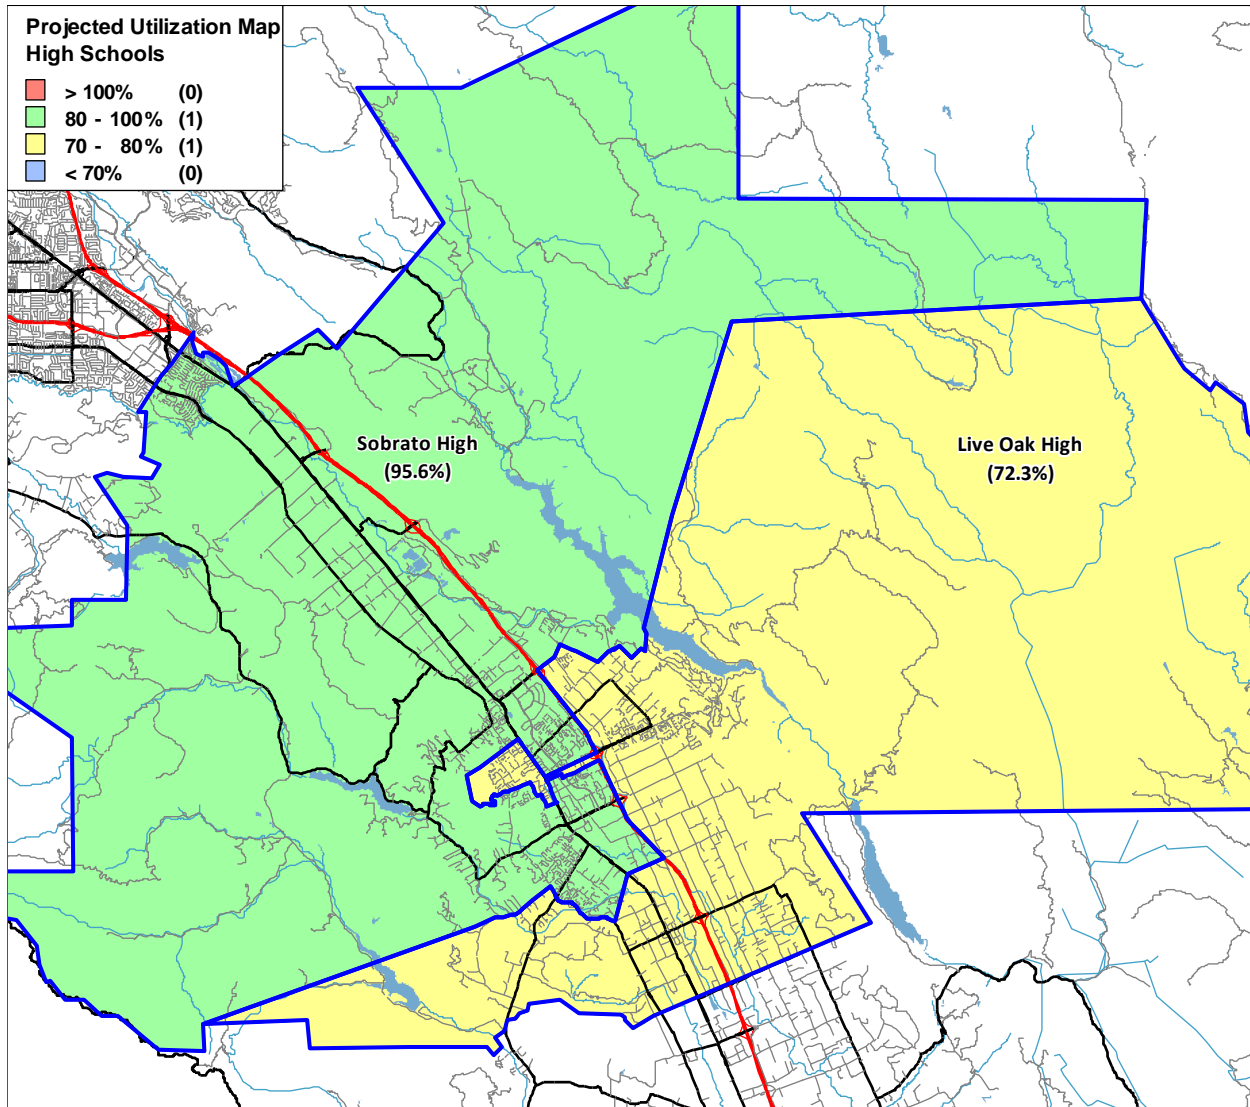 Projected Utilization Map
High Schools
> 100% (0)
80 - 100% (1)
70 - 80% (1)
< 70% (0)
Sobrato High
(95.6%)
Live Oak High
(72.3%)